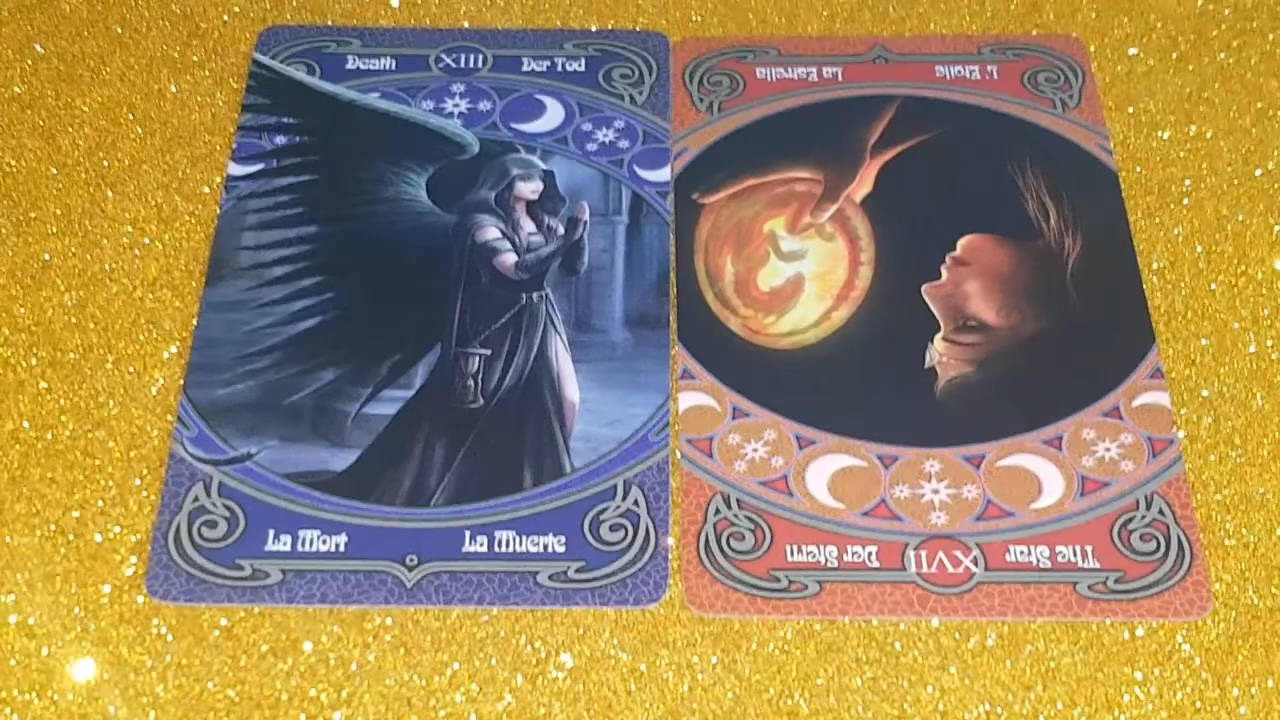 Death XIII Der Tod
La Mort La Muerte
The Star XVII Der Stern
L' Etoile La Estrella